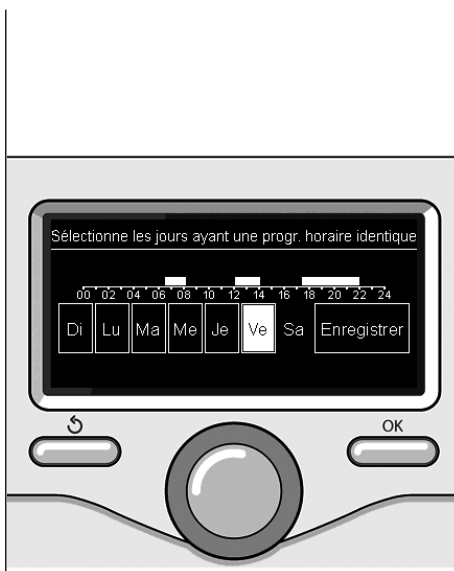 Sélectionne les jours ayant une progr. horaire identique
00 02 04 06 08 10 12 14 16 18 20 22 24
Di Lu Ma Me Je Ve Sa Enregistrer
OK